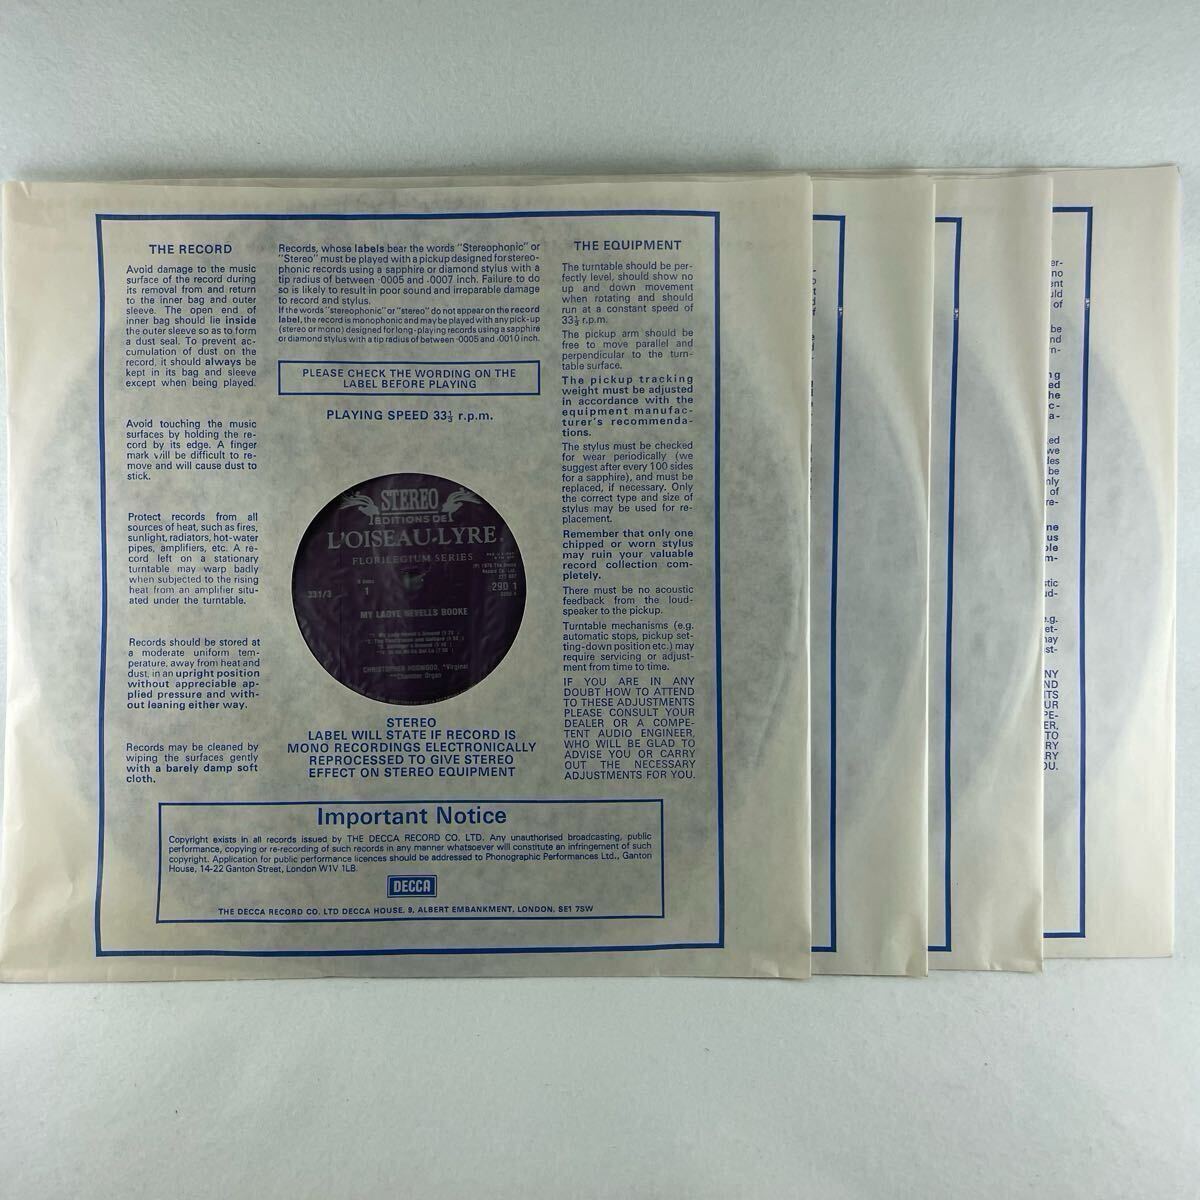 THE RECORD
Avoid damage to the music
surface of the record during
its removal from and return
to the inner bag and outer
sleeve. The open end of
inner bag should lie inside
the outer sleeve so as to form
a dust seal. To prevent ac-
cumulation of dust on the
record, it should always be
kept in its bag and sleeve
except when being played.
Avoid touching the music
surfaces by holding the re-
cord by its edge. A finger
mark will be difficult to re-
move and will cause dust to
stick.
Protect records from all
sources of heat, such as fires,
sunlight, radiators, hot-water
pipes, amplifiers, etc. A re-
cord left on a stationary
turntable may warp badly
when subjected to the rising
heat from an amplifier situ-
ated under the turntable.
Records should be stored at
a moderate uniform tem-
perature, away from heat and
dust, in an upright position
without appreciable ap-
plied pressure and with-
out leaning either way.
Records may be cleaned by
wiping the surfaces gently
with a barely damp soft
cloth.
Records, whose labels bear the words "Stereophonic" or
"Stereo" must be played with a pickup designed for stereo-
phonic records using a sapphire or diamond stylus with a
tip radius of between ·0005 and ·0007 inch. Failure to do
so is likely to result in poor sound and irreparable damage
to record and stylus.
If the words "stereophonic" or "stereo" do not appear on the record
label, the record is monophonic and may be played with any pick-up
(stereo or mono) designed for long-playing records using a sapphire
or diamond stylus with a tip radius of between ·0005 and ·0010 inch.
PLEASE CHECK THE WORDING ON THE
LABEL BEFORE PLAYING
PLAYING SPEED 33⅓ r.p.m.
STEREO
EDITIONS DE
L'OISEAU-LYRE
FLORILEGIUM SERIES
331/3
1
29D 1
MY LADYE NEVELLS BOOKE
CHRISTOPHER HOGWOOD, *Virginal
**Chamber Organ
STEREO
LABEL WILL STATE IF RECORD IS
MONO RECORDINGS ELECTRONICALLY
REPROCESSED TO GIVE STEREO
EFFECT ON STEREO EQUIPMENT
THE EQUIPMENT
The turntable should be per-
fectly level, should show no
up and down movement
when rotating and should
run at a constant speed of
33⅓ r.p.m.
The pickup arm should be
free to move parallel and
perpendicular to the turn-
table surface.
The pickup tracking
weight must be adjusted
in accordance with the
equipment manufac-
turer's recommenda-
tions.
The stylus must be checked
for wear periodically (we
suggest after every 100 sides
for a sapphire), and must be
replaced, if necessary. Only
the correct type and size of
stylus may be used for re-
placement.
Remember that only one
chipped or worn stylus
may ruin your valuable
record collection com-
pletely.
There must be no acoustic
feedback from the loud-
speaker to the pickup.
Turntable mechanisms (e.g.
automatic stops, pickup set-
ting-down position etc.) may
require servicing or adjust-
ment from time to time.
IF YOU ARE IN ANY
DOUBT HOW TO ATTEND
TO THESE ADJUSTMENTS
PLEASE CONSULT YOUR
DEALER OR A COMPE-
TENT AUDIO ENGINEER,
WHO WILL BE GLAD TO
ADVISE YOU OR CARRY
OUT THE NECESSARY
ADJUSTMENTS FOR YOU.
Important Notice
Copyright exists in all records issued by THE DECCA RECORD CO. LTD. Any unauthorised broadcasting, public
performance, copying or re-recording of such records in any manner whatsoever will constitute an infringement of such
copyright. Application for public performance licences should be addressed to Phonographic Performances Ltd., Ganton
House, 14-22 Ganton Street, London W1V 1LB.
DECCA
THE DECCA RECORD CO. LTD DECCA HOUSE, 9, ALBERT EMBANKMENT, LONDON, SE1 7SW